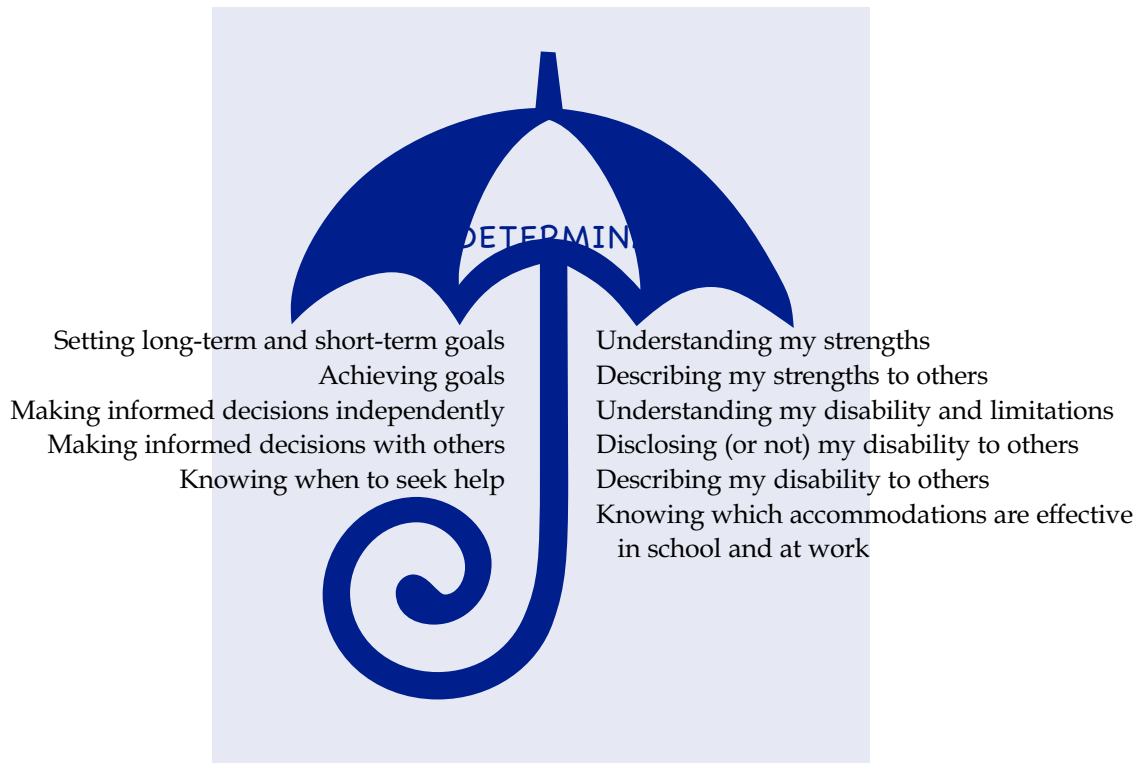 DETERMIN
Setting long-term and short-term goals
Achieving goals
Making informed decisions independently
Making informed decisions with others
Knowing when to seek help
Understanding my strengths
Describing my strengths to others
Understanding my disability and limitations
Disclosing (or not) my disability to others
Describing my disability to others
Knowing which accommodations are effective
in school and at work